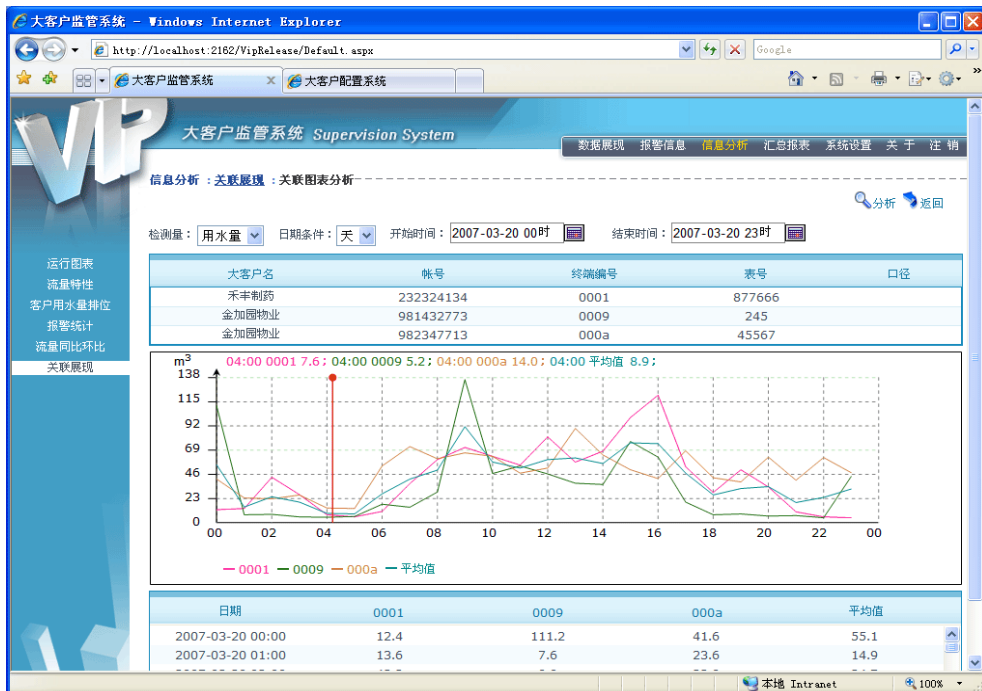 大客户监管系统 - Windows Internet Explorer
http://localhost:2162/VipRelease/Default.aspx
Google
大客户监管系统
大客户配置系统
VIP
大客户监管系统 Supervision System
数据展现 报警信息 信息分析 汇总报表 系统设置 关于 注销
信息分析 : 关联展现 : 关联图表分析
分析 返回
检测量: 用水量 日期条件: 天 开始时间: 2007-03-20 00时 结束时间: 2007-03-20 23时
运行图表
流量特性
客户用水量排位
报警统计
流量同比环比
关联展现
大客户名 帐号 终端编号 表号 口径
禾丰制药 232324134 0001 877666
金加园物业 981432773 0009 245
金加园物业 982347713 000a 45567
m3 04:00 0001 7.6; 04:00 0009 5.2; 04:00 000a 14.0; 04:00 平均值 8.9;
138
115
92
69
46
23
0
00 02 04 06 08 10 12 14 16 18 20 22 00
0001 0009 000a 平均值
日期 0001 0009 000a 平均值
2007-03-20 00:00 12.4 111.2 41.6 55.1
2007-03-20 01:00 13.6 7.6 23.6 14.9
本地 Intranet
100%